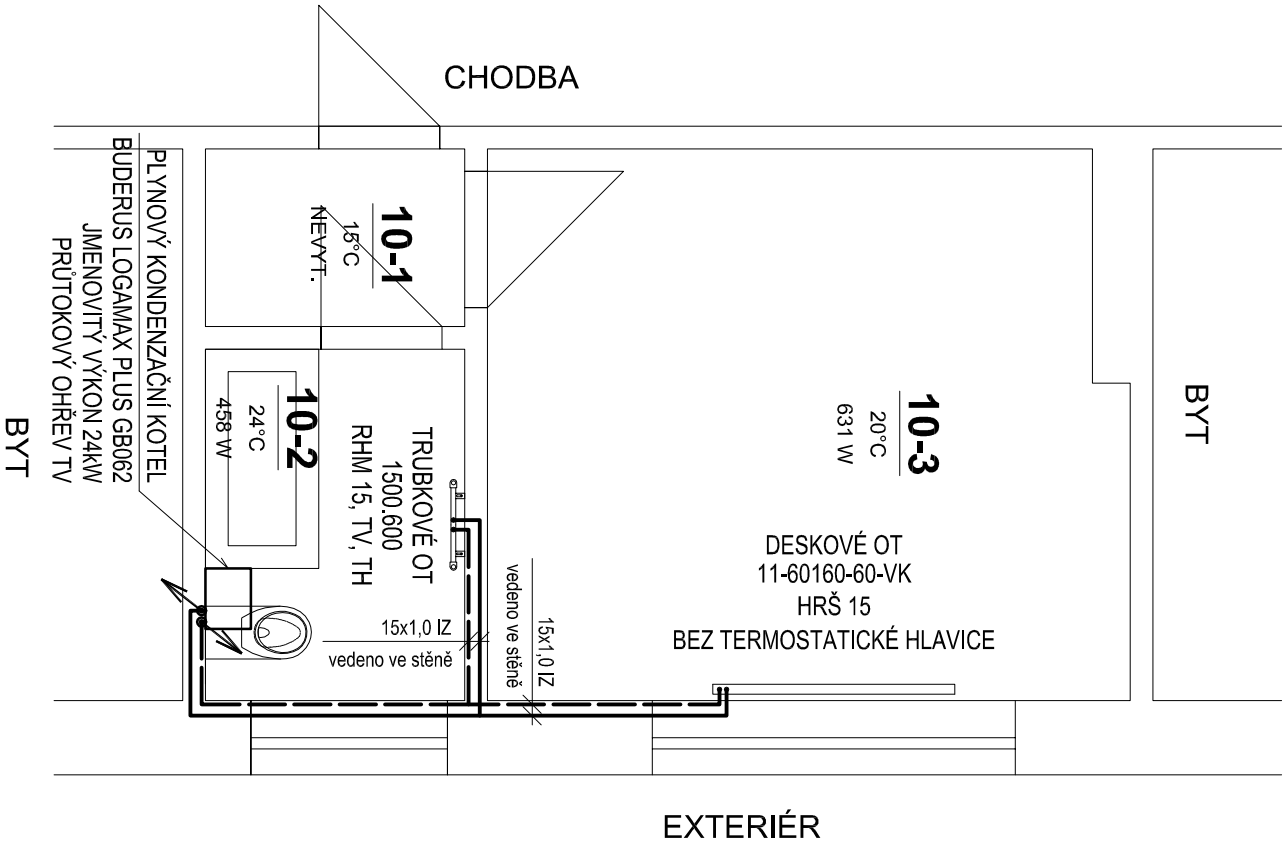 CHODBA
PLYNOVÝ KONDENZAČNÍ KOTEL
BUDERUS LOGAMAX PLUS GB062
JMENOVITÝ VÝKON 24kW
PRŮTOKOVÝ OHŘEV TV
BYT
10-1
15°C
NEVYT.
10-2
24°C
458 W
TRUBKOVÉ OT
1500.600
RHM 15, TV, TH
15x1,0 IZ
vedeno ve stěně
15x1,0 IZ
vedeno ve stěně
10-3
20°C
631 W
DESKOVÉ OT
11-60160-60-VK
HRŠ 15
BEZ TERMOSTATICKÉ HLAVICE
BYT
EXTERIÉR